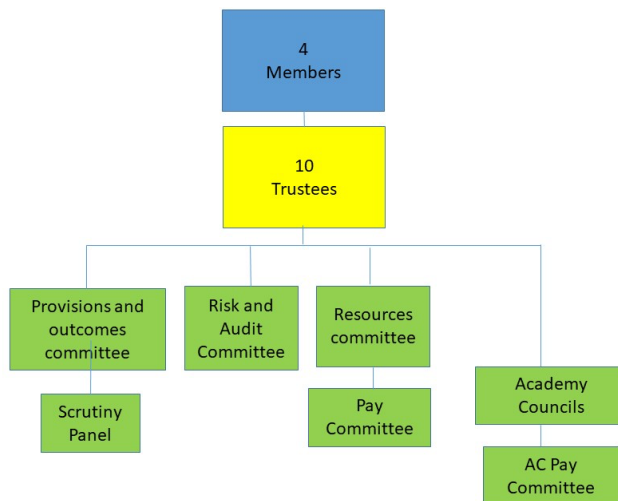 4
Members
10
Trustees
Provisions and
outcomes
committee
Risk and
Audit
Committee
Resources
committee
Academy
Councils
Scrutiny
Panel
Pay
Committee
AC Pay
Committee